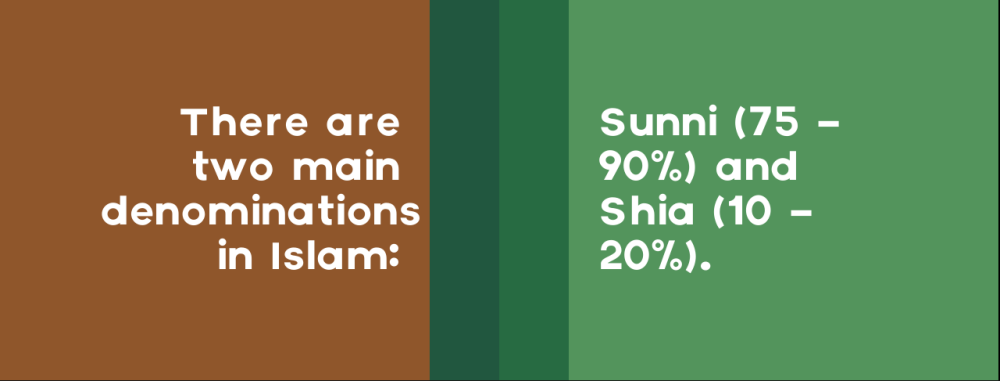 There are
two main
denominations
in Islam:
Sunni (75 –
90%) and
Shia (10 –
20%).